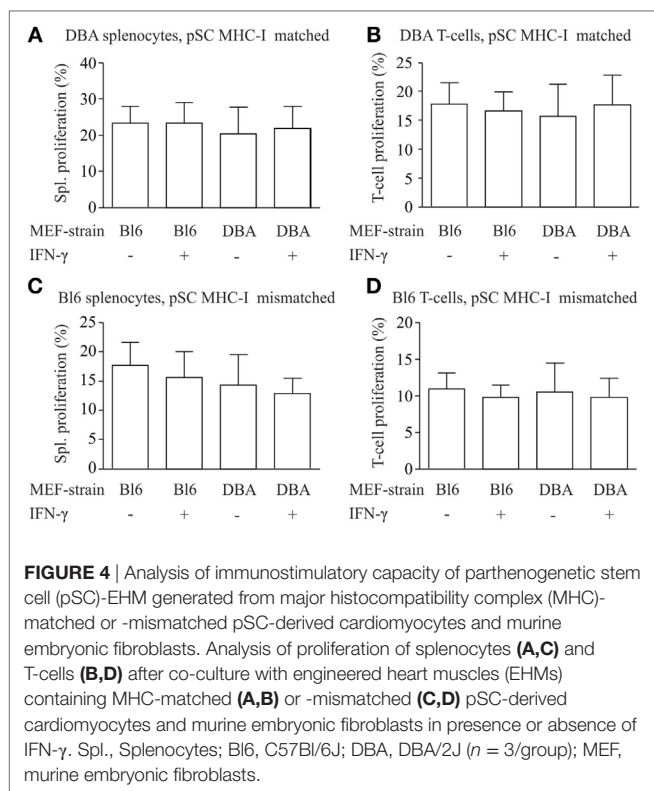 A DBA splenocytes, pSC MHC-I matched
Spl. proliferation (%)
40
30
20
10
0
MEF-strain Bl6 Bl6 DBA DBA
IFN-γ - + - +
B DBA T-cells, pSC MHC-I matched
T-cell proliferation (%)
25
20
15
10
5
0
MEF-strain Bl6 Bl6 DBA DBA
IFN-γ - + - +
C Bl6 splenocytes, pSC MHC-I mismatched
Spl. proliferation (%)
25
20
15
10
5
0
MEF-strain Bl6 Bl6 DBA DBA
IFN-γ - + - +
D Bl6 T-cells, pSC MHC-I mismatched
T-cell proliferation (%)
20
15
10
5
0
MEF-strain Bl6 Bl6 DBA DBA
IFN-γ - + - +
FIGURE 4 | Analysis of immunostimulatory capacity of parthenogenetic stem
cell (pSC)-EHM generated from major histocompatibility complex (MHC)-
matched or -mismatched pSC-derived cardiomyocytes and murine
embryonic fibroblasts. Analysis of proliferation of splenocytes (A,C) and
T-cells (B,D) after co-culture with engineered heart muscles (EHMs)
containing MHC-matched (A,B) or -mismatched (C,D) pSC-derived
cardiomyocytes and murine embryonic fibroblasts in presence or absence of
IFN-γ. Spl., Splenocytes; Bl6, C57Bl/6J; DBA, DBA/2J (n = 3/group); MEF,
murine embryonic fibroblasts.